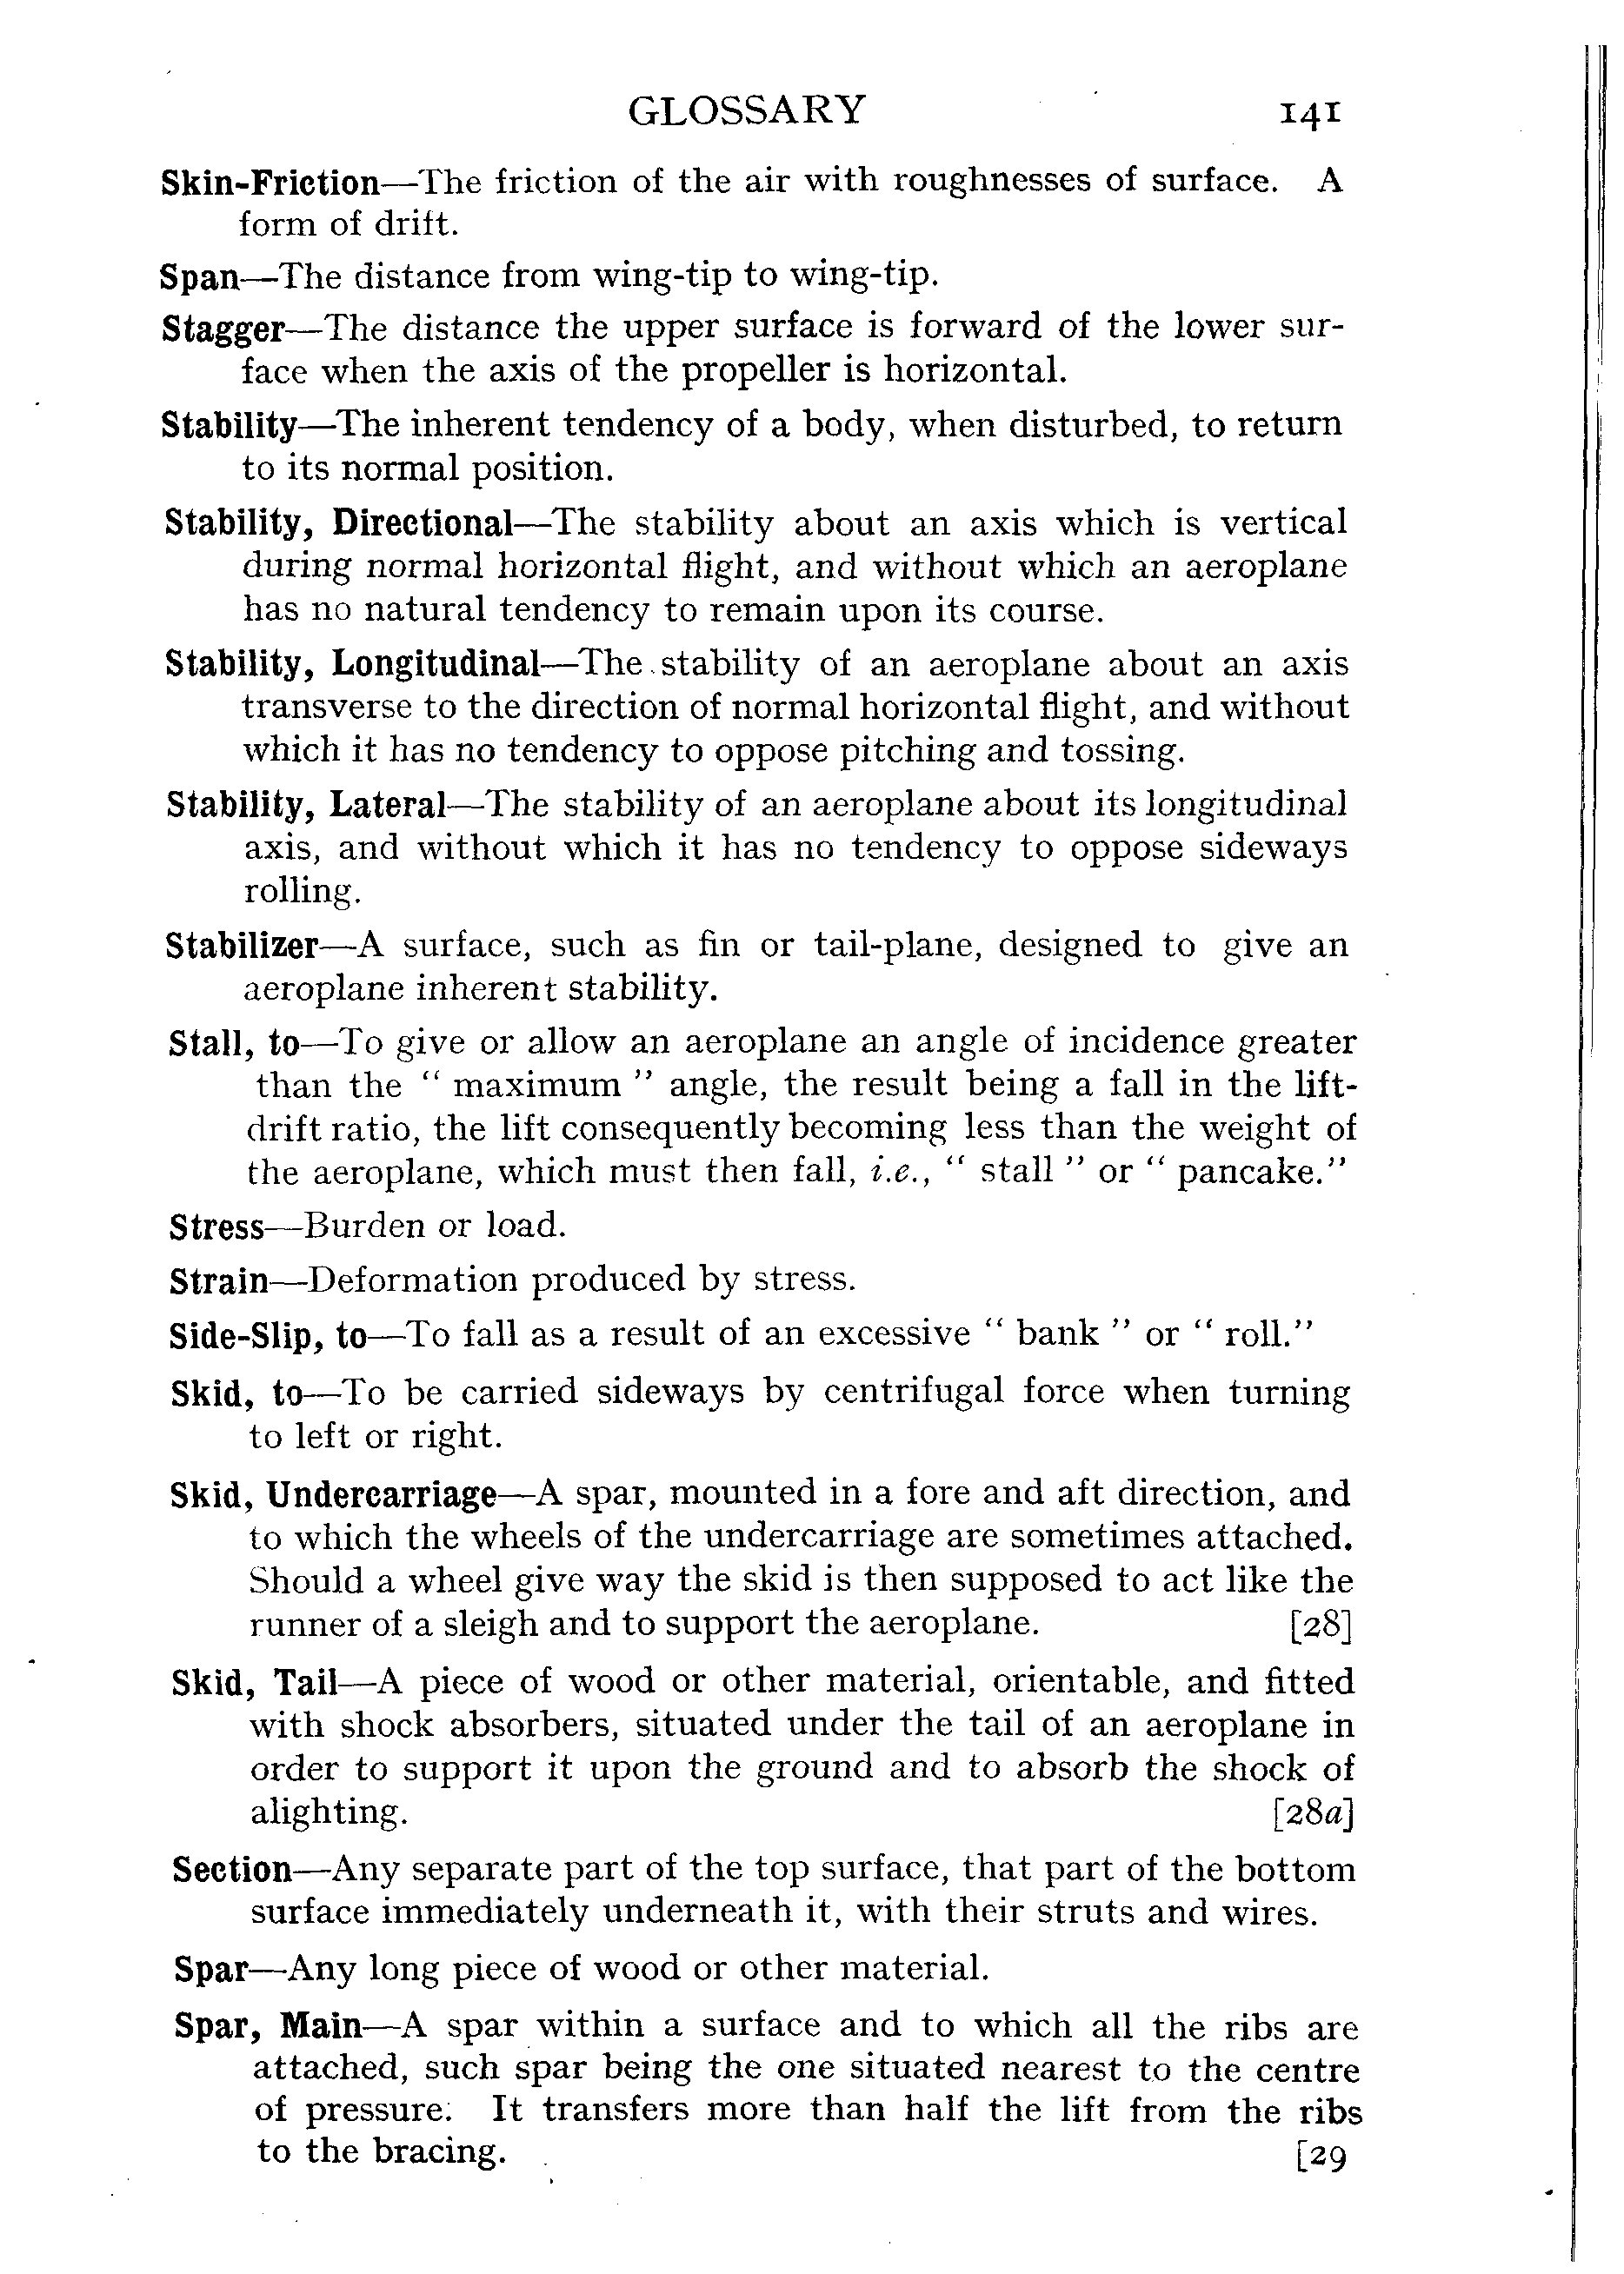 GLOSSARY 141
Skin-Friction—The friction of the air with roughnesses of surface. A
form of drift.
Span—The distance from wing-tip to wing-tip.
Stagger—The distance the upper surface is forward of the lower sur-
face when the axis of the propeller is horizontal.
Stability—The inherent tendency of a body, when disturbed, to return
to its normal position.
Stability, Directional—The stability about an axis which is vertical
during normal horizontal flight, and without which an aeroplane
has no natural tendency to remain upon its course.
Stability, Longitudinal—The stability of an aeroplane about an axis
transverse to the direction of normal horizontal flight, and without
which it has no tendency to oppose pitching and tossing.
Stability, Lateral—The stability of an aeroplane about its longitudinal
axis, and without which it has no tendency to oppose sideways
rolling.
Stabilizer—A surface, such as fin or tail-plane, designed to give an
aeroplane inherent stability.
Stall, to—To give or allow an aeroplane an angle of incidence greater
than the “ maximum ” angle, the result being a fall in the lift-
drift ratio, the lift consequently becoming less than the weight of
the aeroplane, which must then fall, i.e., “ stall ” or “ pancake.”
Stress—Burden or load.
Strain—Deformation produced by stress.
Side-Slip, to—To fall as a result of an excessive “ bank ” or “ roll.”
Skid, to—To be carried sideways by centrifugal force when turning
to left or right.
Skid, Undercarriage—A spar, mounted in a fore and aft direction, and
to which the wheels of the undercarriage are sometimes attached.
Should a wheel give way the skid is then supposed to act like the
runner of a sleigh and to support the aeroplane. [28]
Skid, Tail—A piece of wood or other material, orientable, and fitted
with shock absorbers, situated under the tail of an aeroplane in
order to support it upon the ground and to absorb the shock of
alighting. [28a]
Section—Any separate part of the top surface, that part of the bottom
surface immediately underneath it, with their struts and wires.
Spar—Any long piece of wood or other material.
Spar, Main—A spar within a surface and to which all the ribs are
attached, such spar being the one situated nearest to the centre
of pressure. It transfers more than half the lift from the ribs
to the bracing. [29